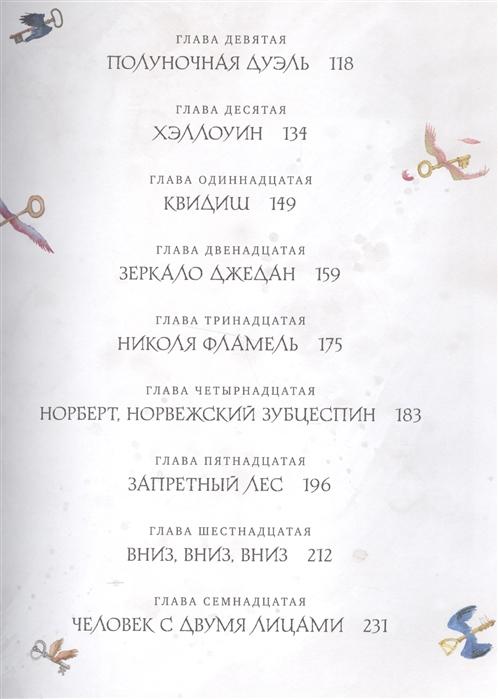 ГЛАВА ДЕВЯТАЯ
ПОЛУНОЧНАЯ ДУЭЛЬ 118
ГЛАВА ДЕСЯТАЯ
ХЭЛЛОУИН 134
ГЛАВА ОДИННАДЦАТАЯ
КВИДИШ 149
ГЛАВА ДВЕНАДЦАТАЯ
ЗЕРКАЛО ДЖЕДАН 159
ГЛАВА ТРИНАДЦАТАЯ
НИКОЛЯ ФЛАМЕЛЬ 175
ГЛАВА ЧЕТЫРНАДЦАТАЯ
НОРБЕРТ, НОРВЕЖСКИЙ ЗУБЦЕСПИН 183
ГЛАВА ПЯТНАДЦАТАЯ
ЗАПРЕТНЫЙ ЛЕС 196
ГЛАВА ШЕСТНАДЦАТАЯ
ВНИЗ, ВНИЗ, ВНИЗ 212
ГЛАВА СЕМНАДЦАТАЯ
ЧЕЛОВЕК С ДВУМЯ ЛИЦАМИ 231